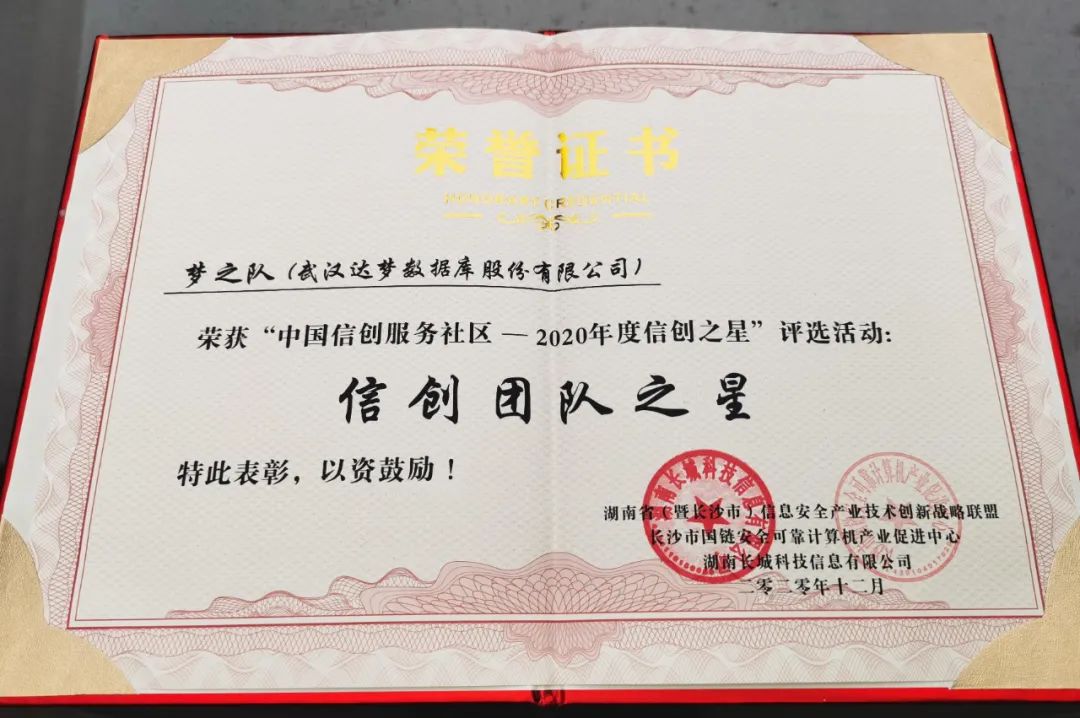 荣誉证书
HONORARY CREDENTIAL
梦之队（武汉达梦数据库股份有限公司）
荣获“中国信创服务社区 — 2020年度信创之星”评选活动:
信创团队之星
特此表彰，以资鼓励！
湖南省（暨长沙市）信息安全产业技术创新战略联盟
长沙市国链安全可靠计算机产业促进中心
湖南长城科技信息有限公司
二零二零年十二月